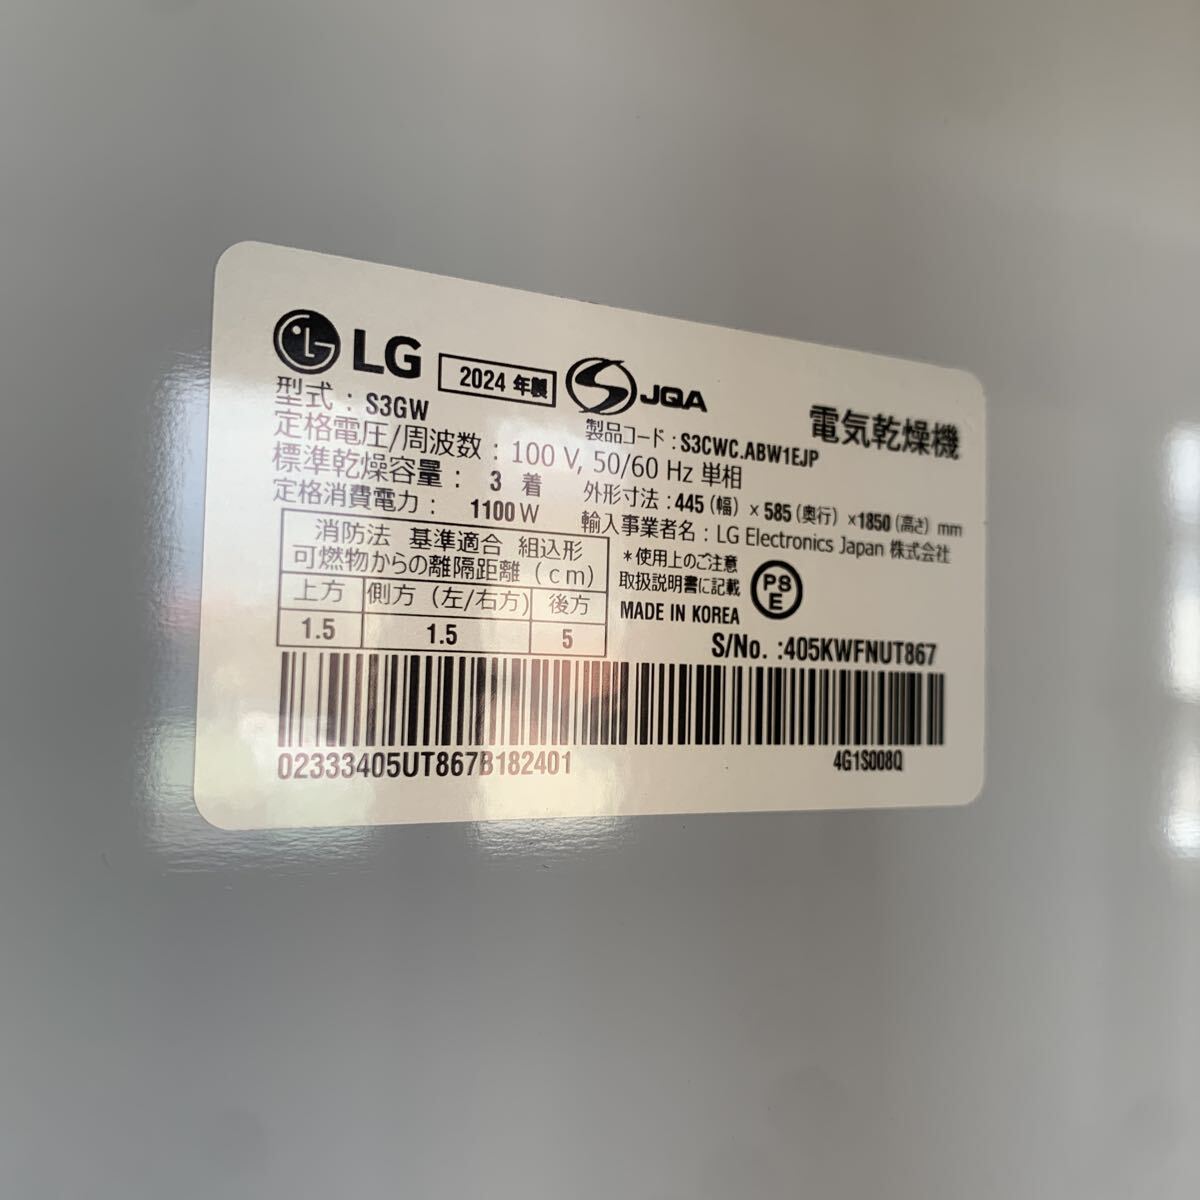 LG 2024 年製 JQA
電気乾燥機
型式 : S3GW
製品コード : S3CWC.ABW1EJP
定格電圧/周波数 : 100 V, 50/60 Hz 単相
標準乾燥容量 : 3 着
外形寸法 : 445 (幅) × 585 (奥行) ×1850 (高さ) mm
定格消費電力 : 1100 W
輸入事業者名 : LG Electronics Japan 株式会社
消防法 基準適合 組込形
可燃物からの離隔距離 (cm)
上方 側方 (左/右方) 後方
1.5 1.5 5
*使用上のご注意
取扱説明書に記載
PS
E
MADE IN KOREA
S/No. :405KWFNUT867
02333405UT867B182401
4G1S008Q